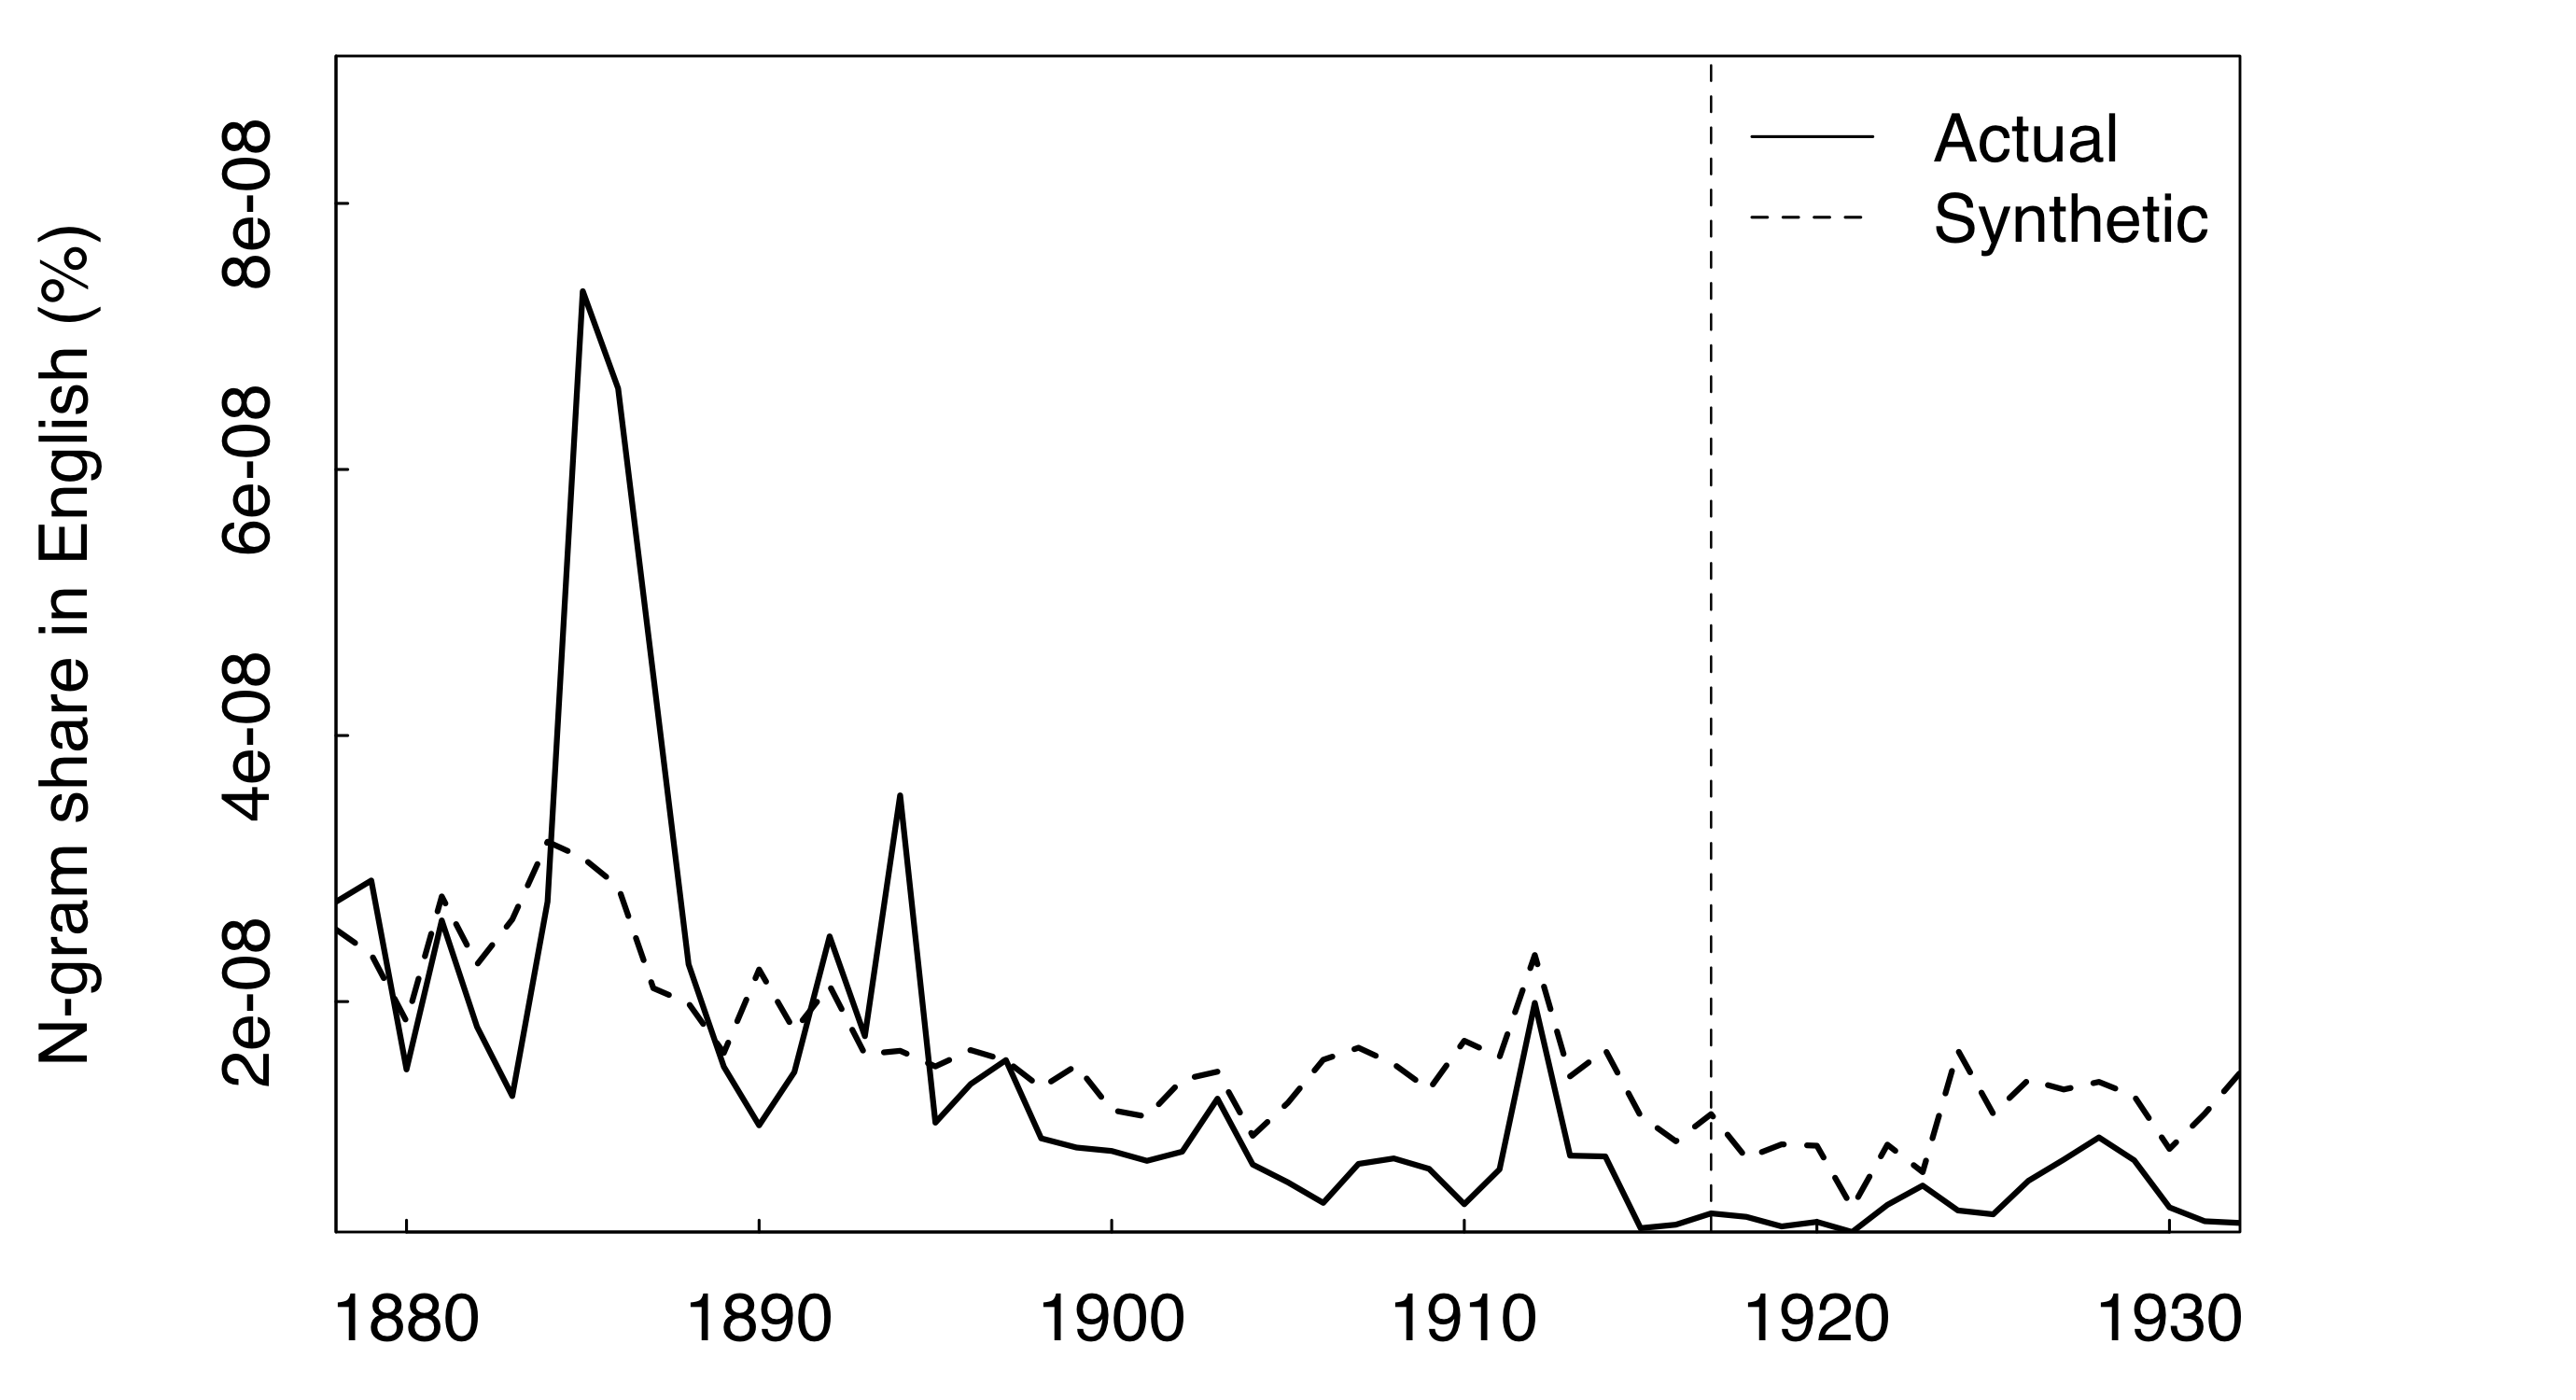 N-gram share in English (%)
8e-08
6e-08
4e-08
2e-08
Actual
Synthetic
1880 1890 1900 1910 1920 1930